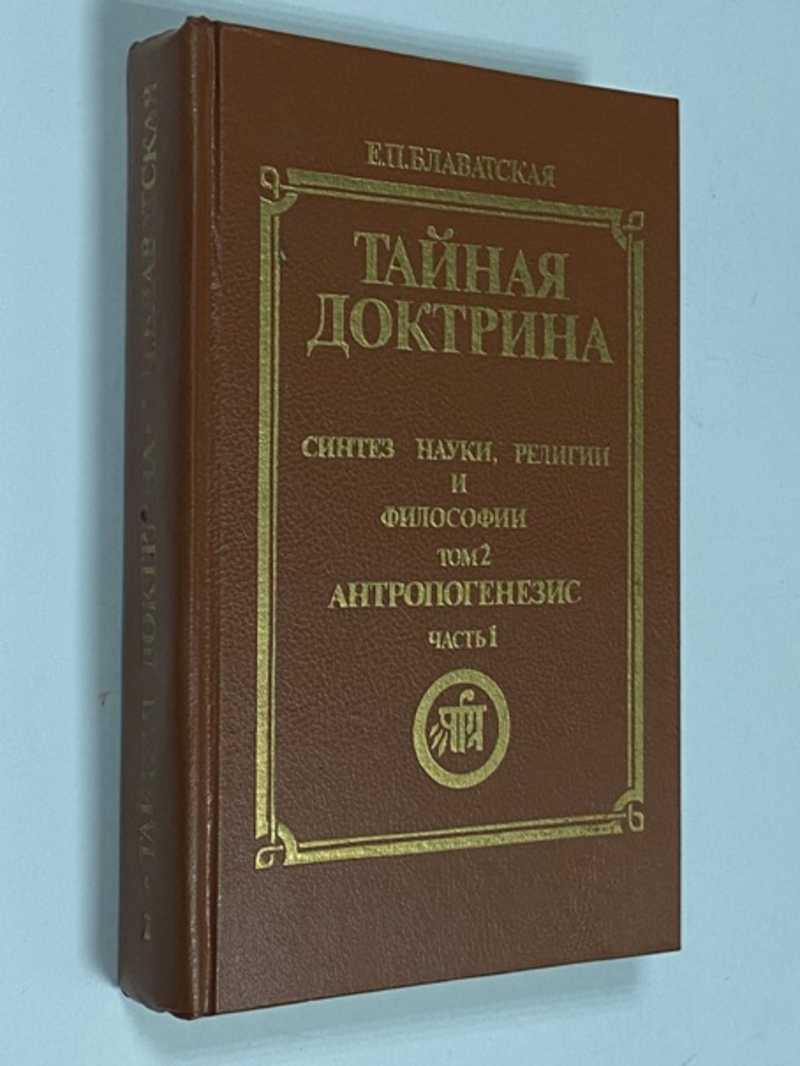 Е.П.БЛАВАТСКАЯ
ТАЙНАЯ
ДОКТРИНА
СИНТЕЗ НАУКИ, РЕЛИГИИ
И
ФИЛОСОФИИ
ТОМ 2
АНТРОПОГЕНЕЗИС
ЧАСТЬ 1